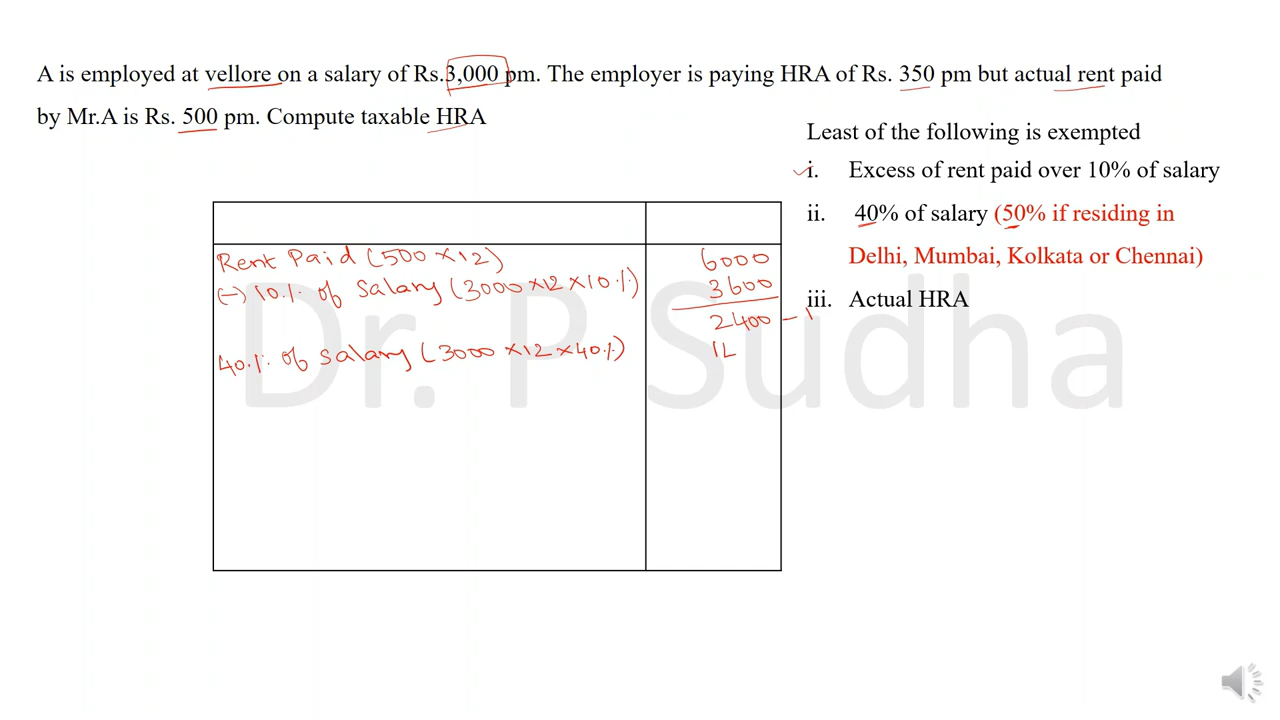 A is employed at vellore on a salary of Rs.3,000 pm. The employer is paying HRA of Rs. 350 pm but actual rent paid
by Mr.A is Rs. 500 pm. Compute taxable HRA
Least of the following is exempted
i. Excess of rent paid over 10% of salary
ii. 40% of salary (50% if residing in
Delhi, Mumbai, Kolkata or Chennai)
iii. Actual HRA
Rent Paid (500 × 12) 6000
(-) 10% of Salary (3000 × 12 × 10%) 3600
2400 - 1
40% of Salary (3000 × 12 × 40%) 14
Dr. P Sudha